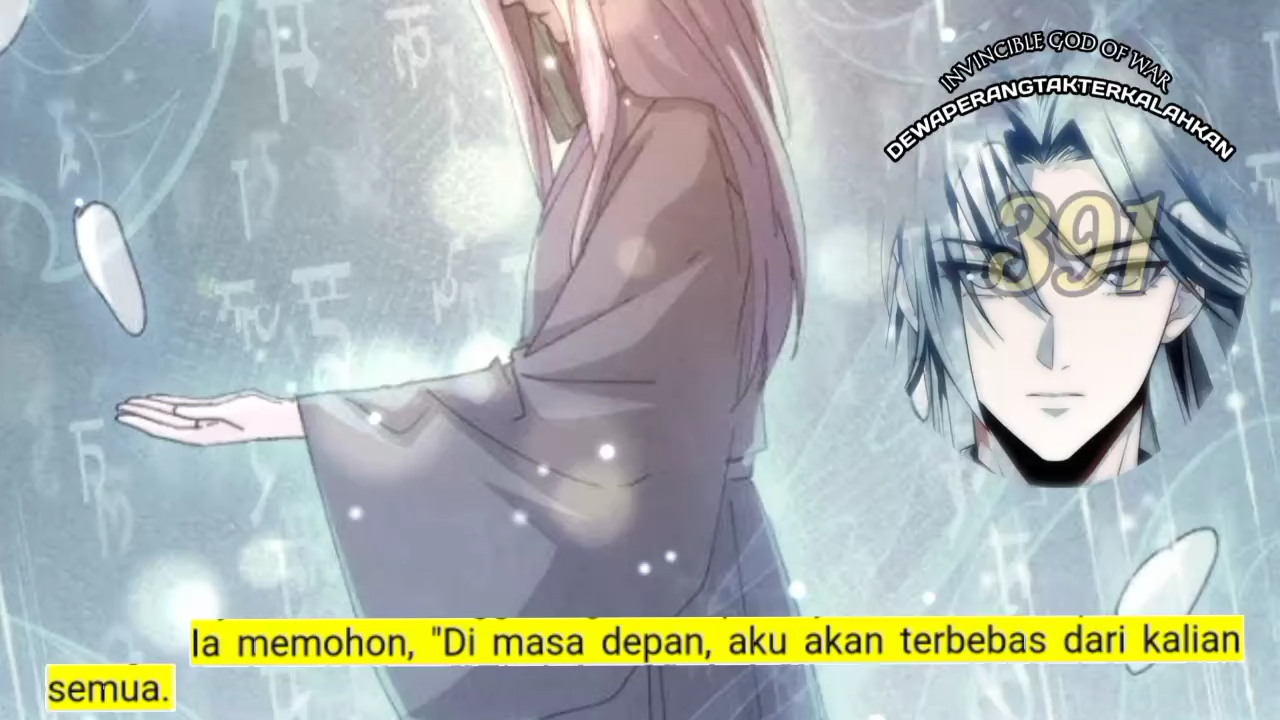 INVINCIBLE GOD OF WAR
DEWAPERANGTAKTERKALAHKAN
391
Ia memohon, "Di masa depan, aku akan terbebas dari kalian
semua.